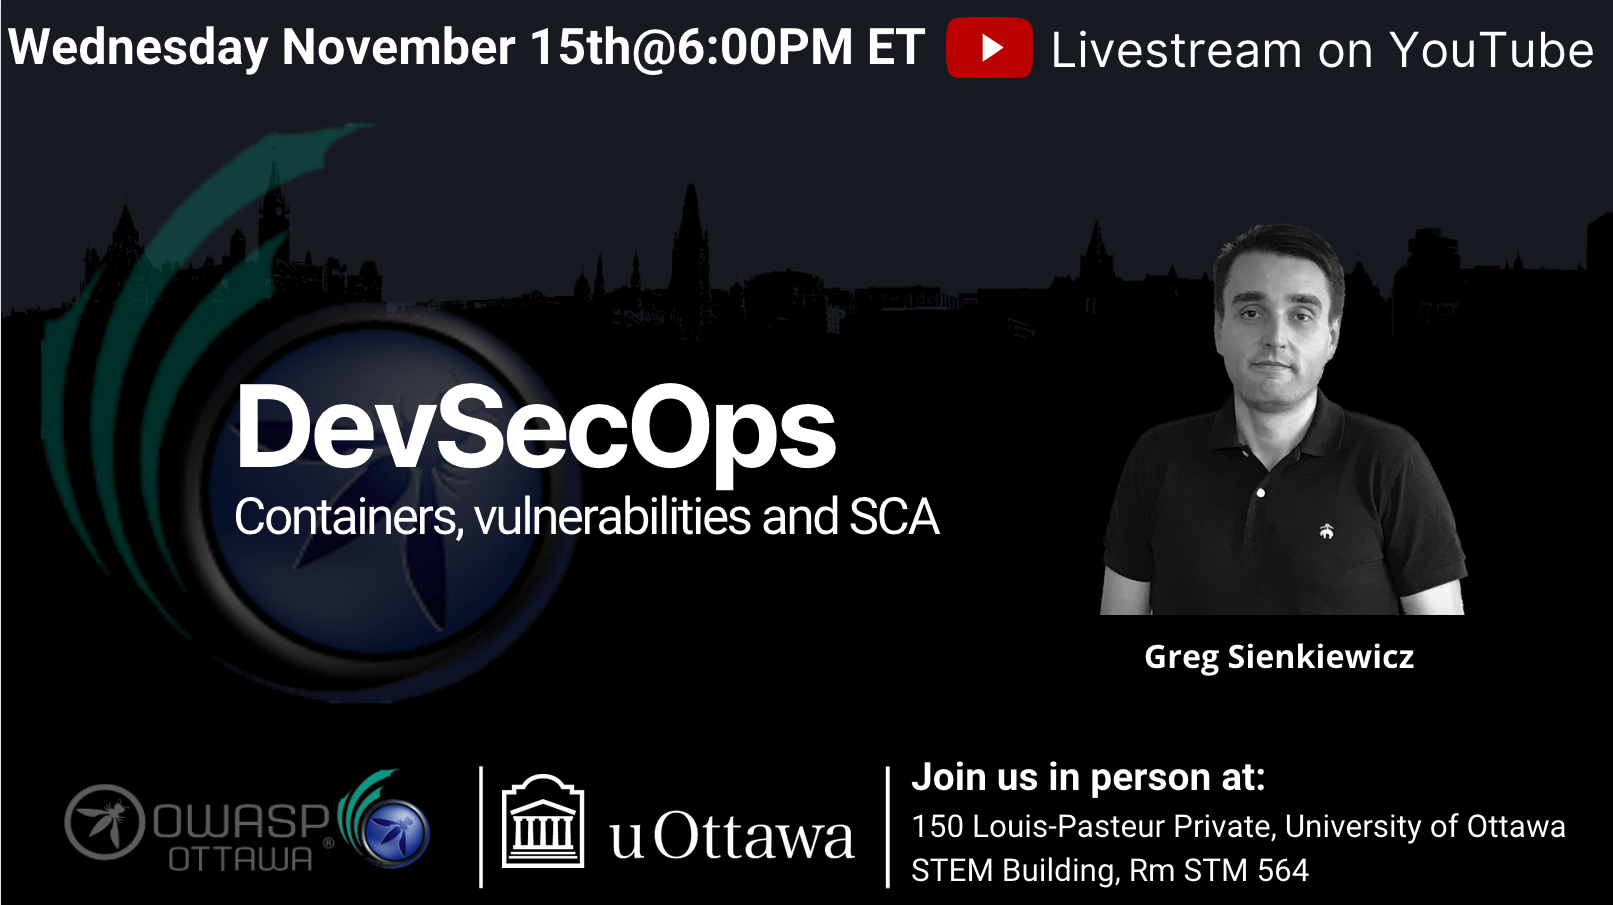 Wednesday November 15th@6:00PM ET Livestream on YouTube
DevSecOps
Containers, vulnerabilities and SCA
Greg Sienkiewicz
OWASP®
OTTAWA
uOttawa
Join us in person at:
150 Louis-Pasteur Private, University of Ottawa
STEM Building, Rm STM 564